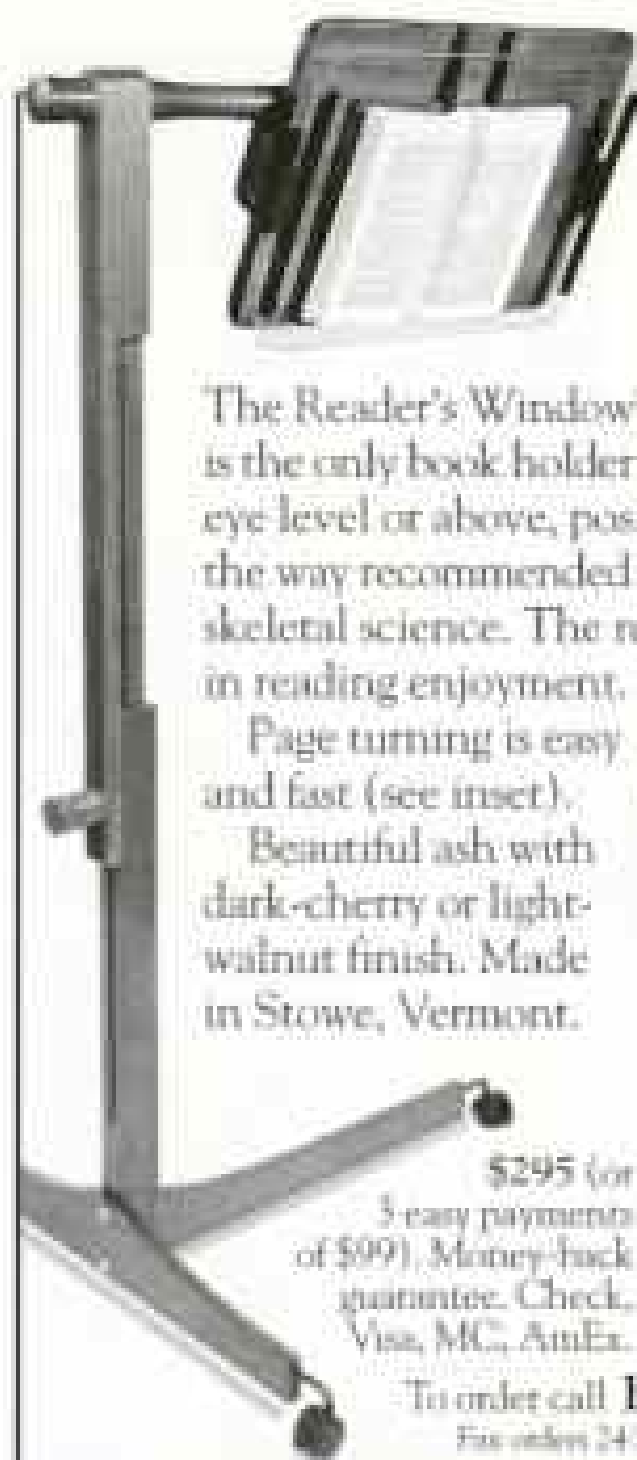 The Reader's Window
is the only book holder
eye level or above, pos
the way recommended
skeletal science. The
in reading enjoyment.
Page turning is easy
and fast (see inset).
Beautiful ash with
dark-cherry or light-
walnut finish. Made
in Stowe, Vermont.
$295 (or
3 easy payments
of $99). Money-back
guarantee. Check,
Visa, MC, AmEx.
To order call 1
Fax orders 24